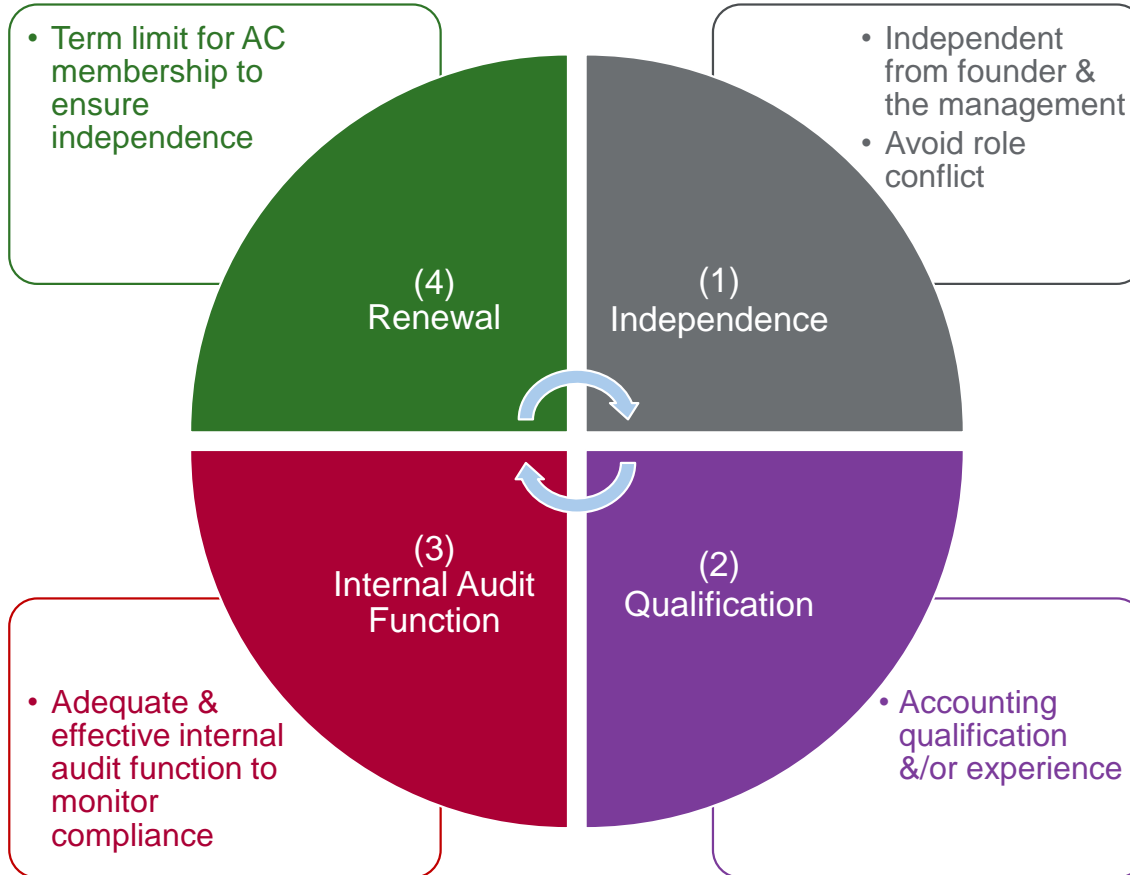 • Term limit for AC
membership to
ensure
independence
• Independent
from founder &
the management
• Avoid role
conflict
(4)
Renewal
(1)
Independence
(3)
Internal Audit
Function
(2)
Qualification
• Adequate &
effective internal
audit function to
monitor
compliance
• Accounting
qualification
&/or experience